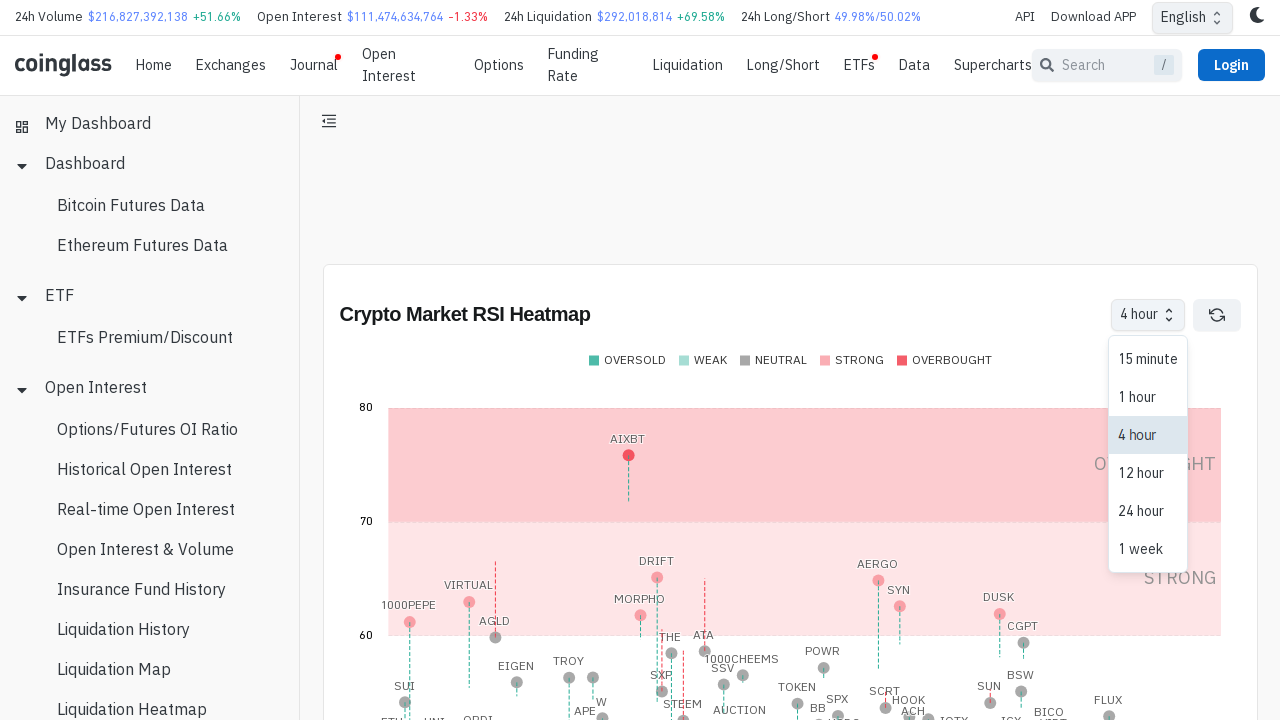 24h Volume $216,827,392,138 +51.66% Open Interest $111,474,634,764 -1.33% 24h Liquidation $292,018,814 +69.58% 24h Long/Short 49.98%/50.02% API Download APP English
coinglass Home Exchanges Journal Open Interest Options Funding Rate Liquidation Long/Short ETFs Data Supercharts Search / Login
My Dashboard
Dashboard
Bitcoin Futures Data
Ethereum Futures Data
ETF
ETFs Premium/Discount
Open Interest
Options/Futures OI Ratio
Historical Open Interest
Real-time Open Interest
Open Interest & Volume
Insurance Fund History
Liquidation History
Liquidation Map
Liquidation Heatmap
Crypto Market RSI Heatmap 4 hour
15 minute
1 hour
4 hour
12 hour
24 hour
1 week
OVERSOLD WEAK NEUTRAL STRONG OVERBOUGHT
80
AIXBT
70
DRIFT
AERGO
STRONG
VIRTUAL
SYN
1000PEPE
MORPHO
DUSK
AGLD
CGPT
60
THE
ATA
POWR
1000CHEEMS
EIGEN
TROY
SSV
SXP
BSW
SUI
TOKEN
SUN
SCRT
SPX
HOOK
FLUX
W
STEEM
BB
APE
AUCTION
ACH
BICO